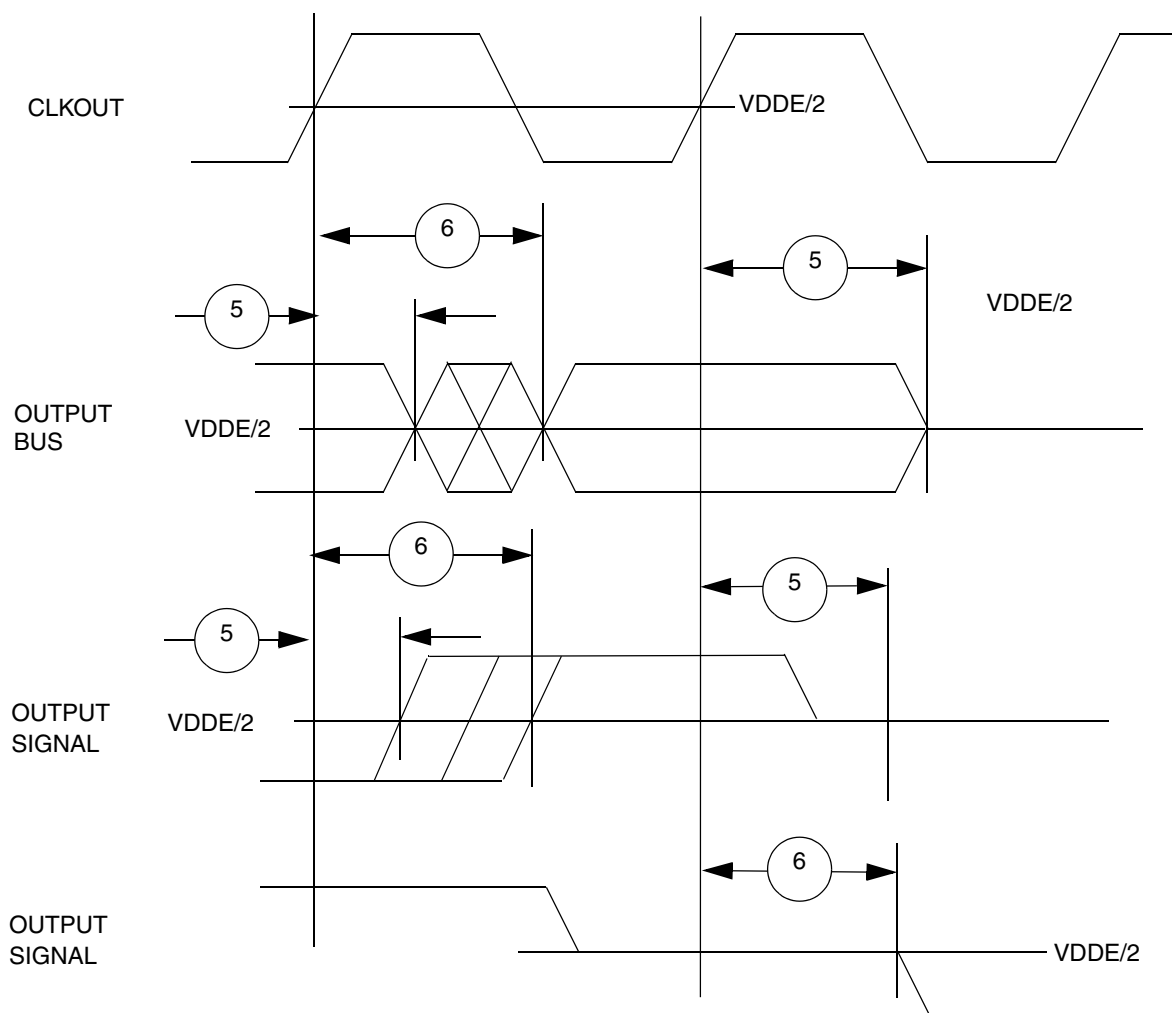 CLKOUT
VDDE/2
6
5
5
VDDE/2
OUTPUT
BUS
VDDE/2
6
5
5
OUTPUT
SIGNAL
VDDE/2
6
OUTPUT
SIGNAL
VDDE/2